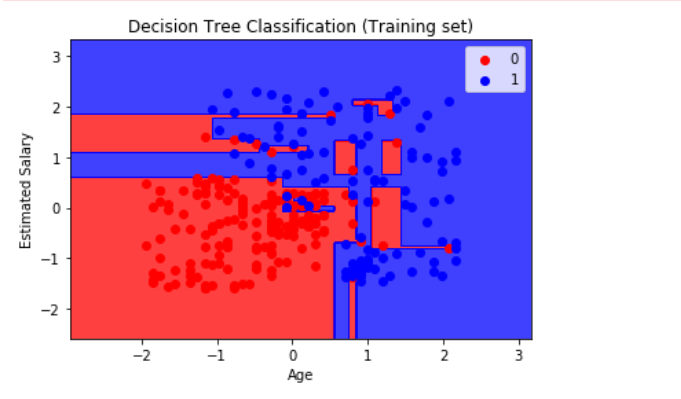 Decision Tree Classification (Training set)
0
1
3
2
1
0
−1
−2
Estimated Salary
−2 −1 0 1 2 3
Age